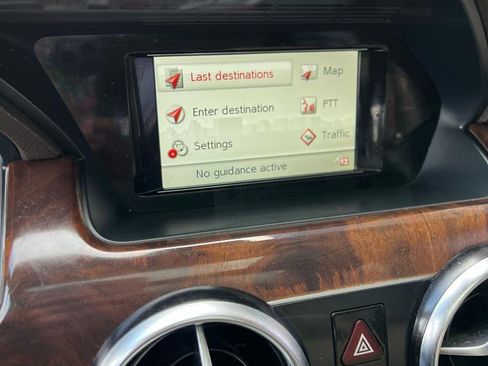 Last destinations
Map
Enter destination
PTT
Settings
Traffic
No guidance active